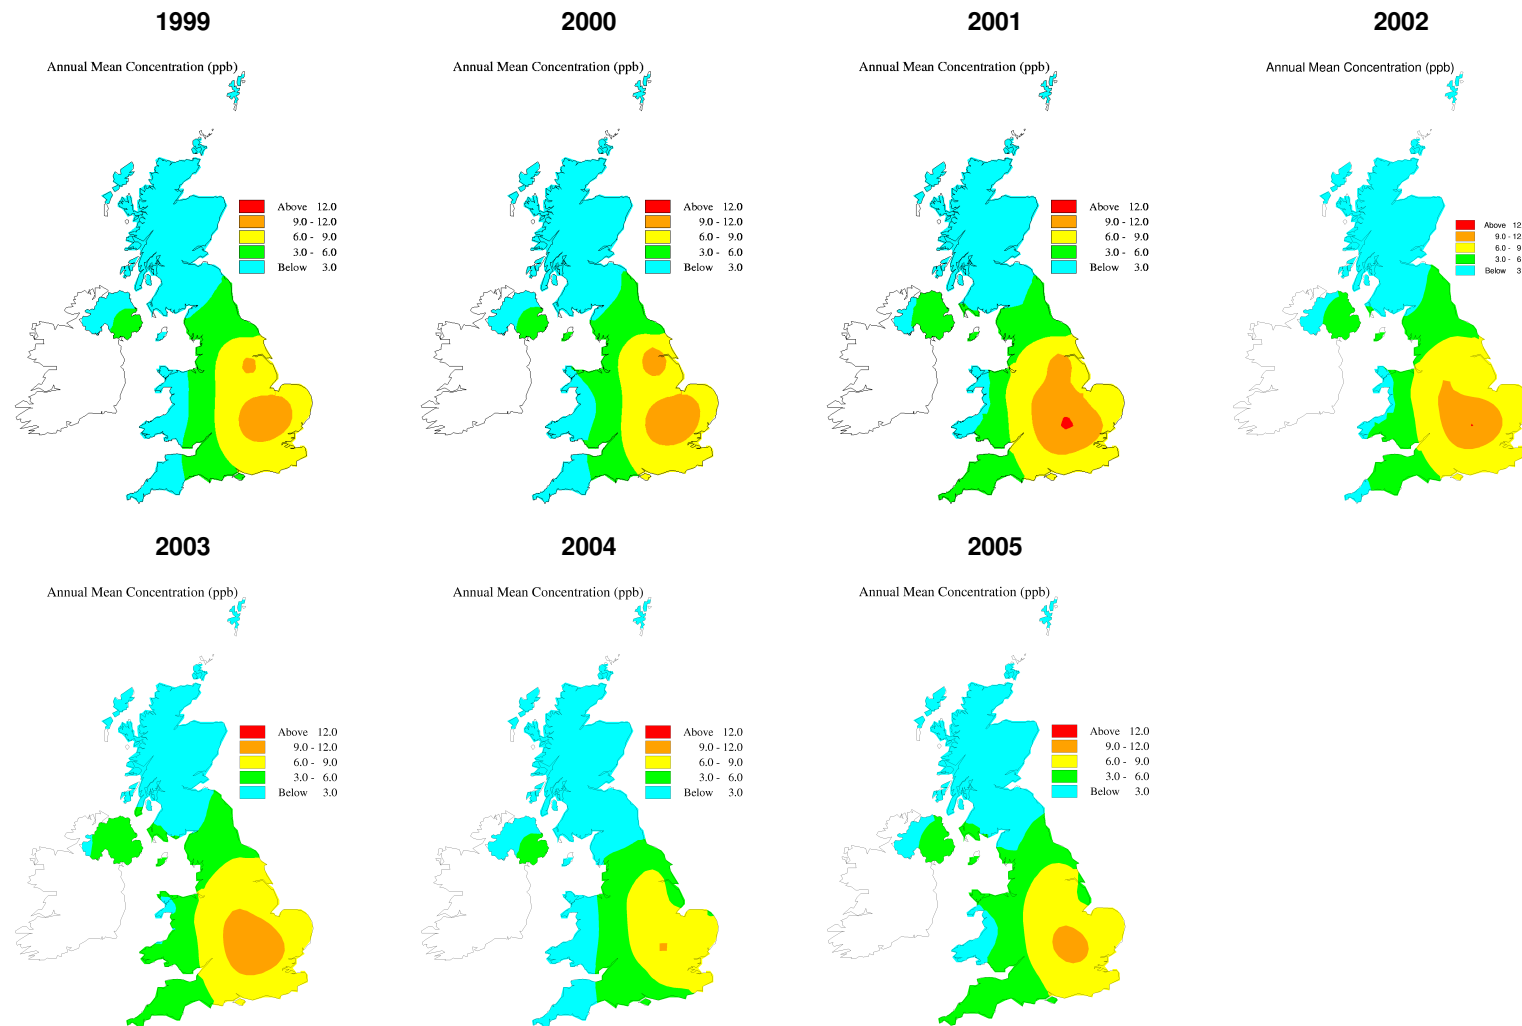 1999
2000
2001
2002
Annual Mean Concentration (ppb)
Annual Mean Concentration (ppb)
Annual Mean Concentration (ppb)
Annual Mean Concentration (ppb)
Above 12.0
9.0 - 12.0
6.0 - 9.0
3.0 - 6.0
Below 3.0
Above 12.0
9.0 - 12.0
6.0 - 9.0
3.0 - 6.0
Below 3.0
Above 12.0
9.0 - 12.0
6.0 - 9.0
3.0 - 6.0
Below 3.0
Above 12
9.0 - 12
6.0 - 9
3.0 - 6
Below 3
2003
2004
2005
Annual Mean Concentration (ppb)
Annual Mean Concentration (ppb)
Annual Mean Concentration (ppb)
Above 12.0
9.0 - 12.0
6.0 - 9.0
3.0 - 6.0
Below 3.0
Above 12.0
9.0 - 12.0
6.0 - 9.0
3.0 - 6.0
Below 3.0
Above 12.0
9.0 - 12.0
6.0 - 9.0
3.0 - 6.0
Below 3.0